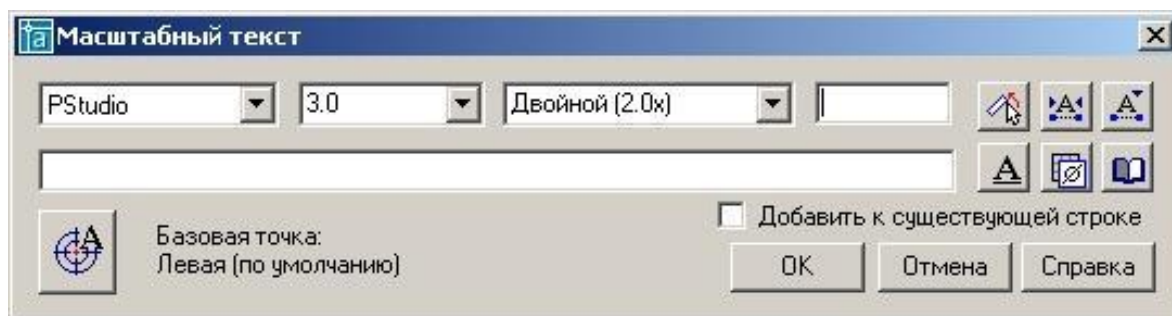 Масштабный текст
PStudio 3.0 Двойной (2.0x)
Добавить к существующей строке
Базовая точка:
Левая (по умолчанию)
OK Отмена Справка